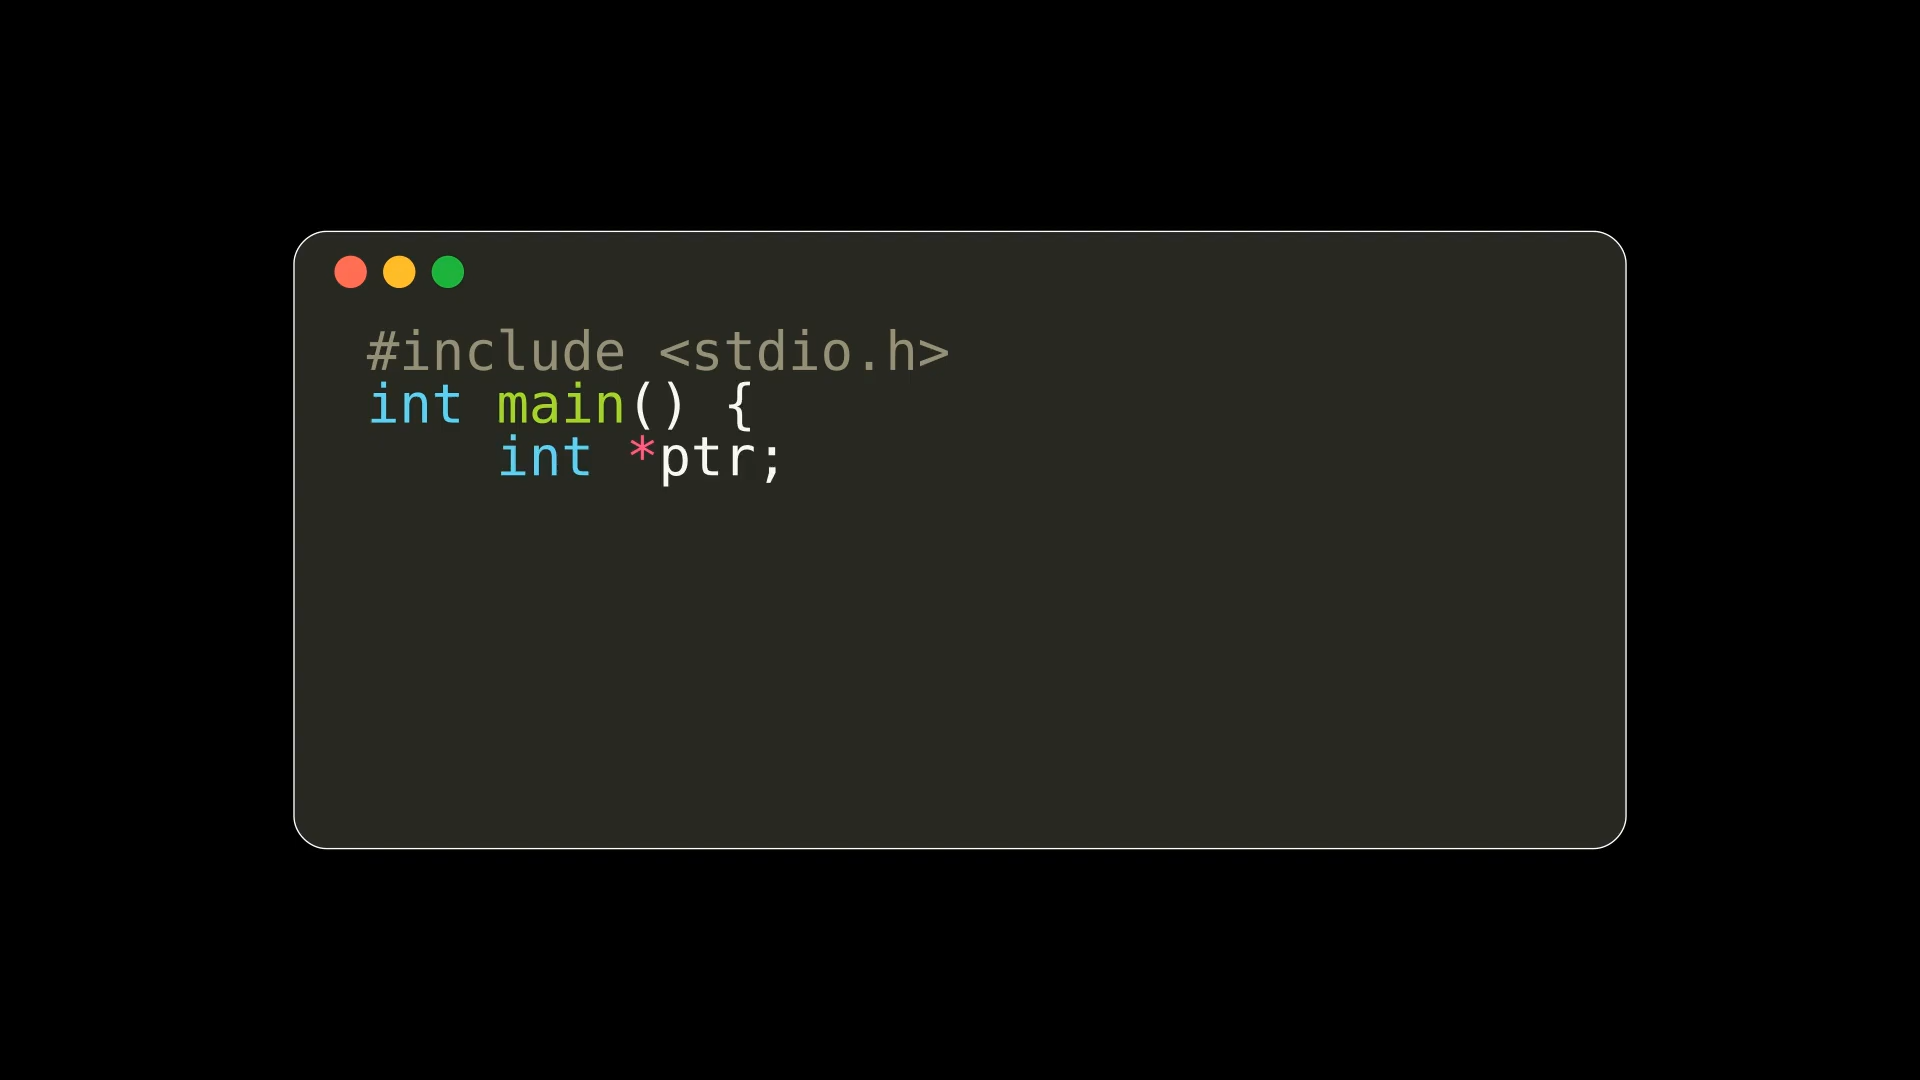 #include <stdio.h>
int main() {
    int *ptr;